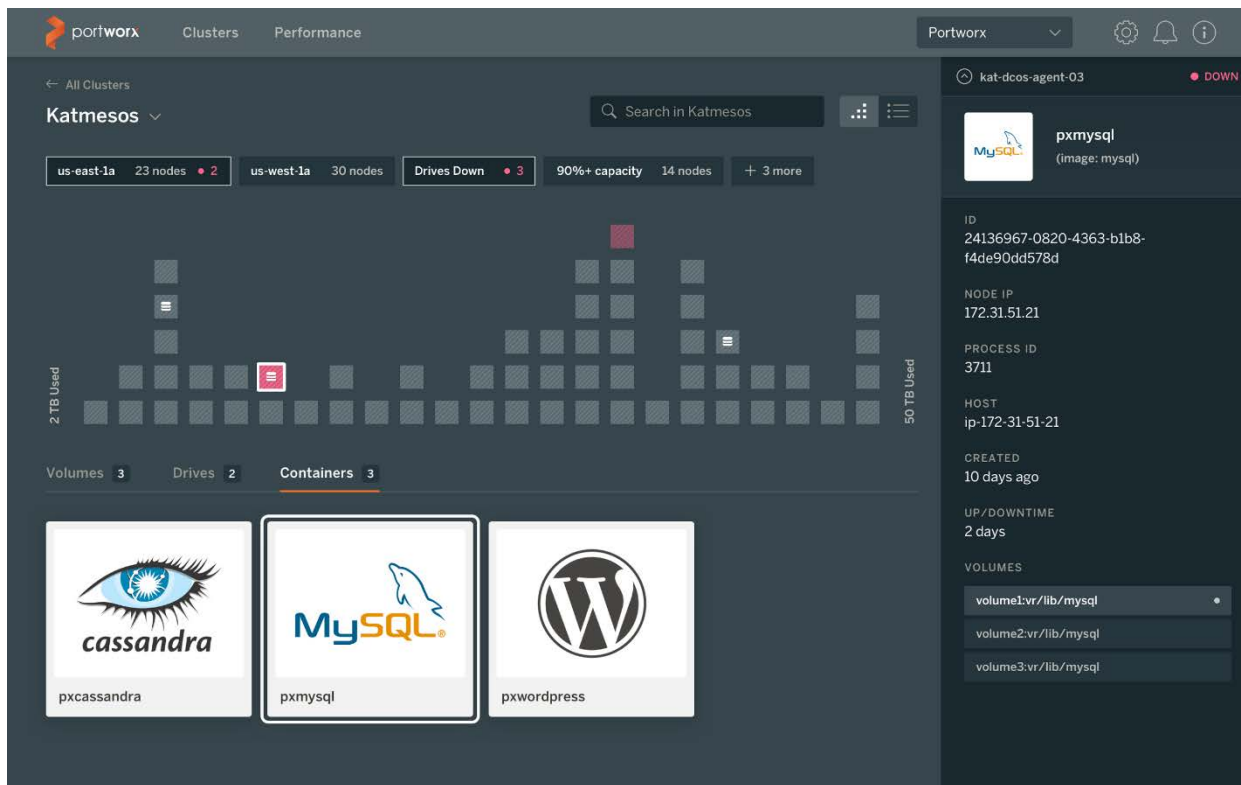 portworx Clusters Performance Portworx
← All Clusters
Katmesos
Search in Katmesos
us-east-1a 23 nodes • 2 us-west-1a 30 nodes Drives Down • 3 90%+ capacity 14 nodes + 3 more
2 TB Used
50 TB Used
Volumes 3 Drives 2 Containers 3
cassandra
MySQL®
W
pxcassandra
pxmysql
pxwordpress
kat-dcos-agent-03 • DOWN
MySQL
pxmysql
(image: mysql)
ID
24136967-0820-4363-b1b8-
f4de90dd578d
NODE IP
172.31.51.21
PROCESS ID
3711
HOST
ip-172-31-51-21
CREATED
10 days ago
UP/DOWNTIME
2 days
VOLUMES
volume1:vr/lib/mysql
volume2:vr/lib/mysql
volume3:vr/lib/mysql